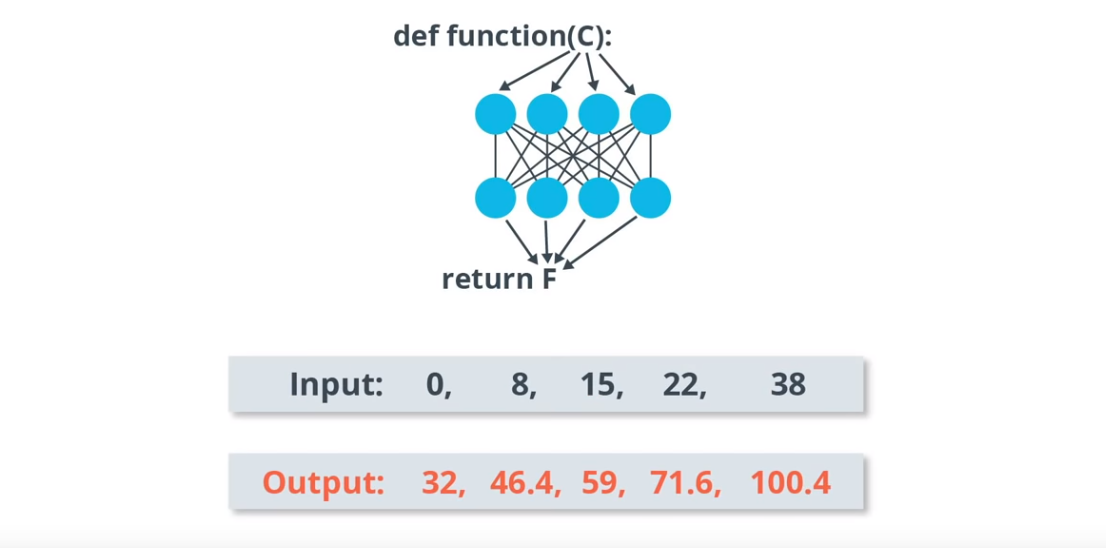 def function(C):
return F
Input: 0, 8, 15, 22, 38
Output: 32, 46.4, 59, 71.6, 100.4